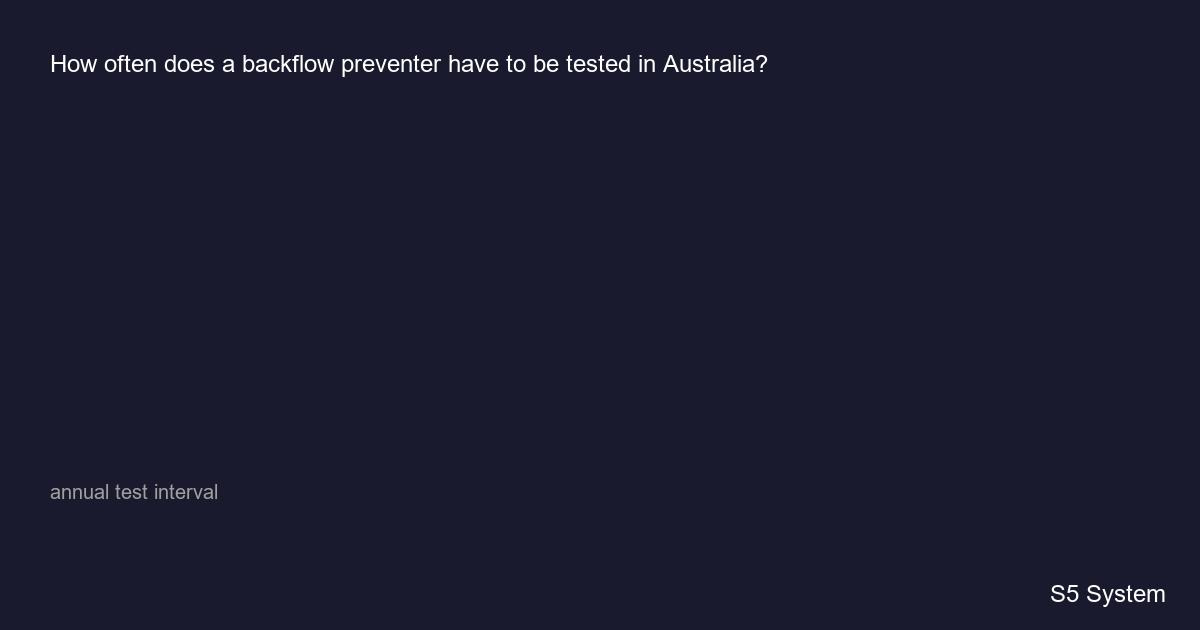 How often does a backflow preventer have to be tested in Australia?
annual test interval
S5 System